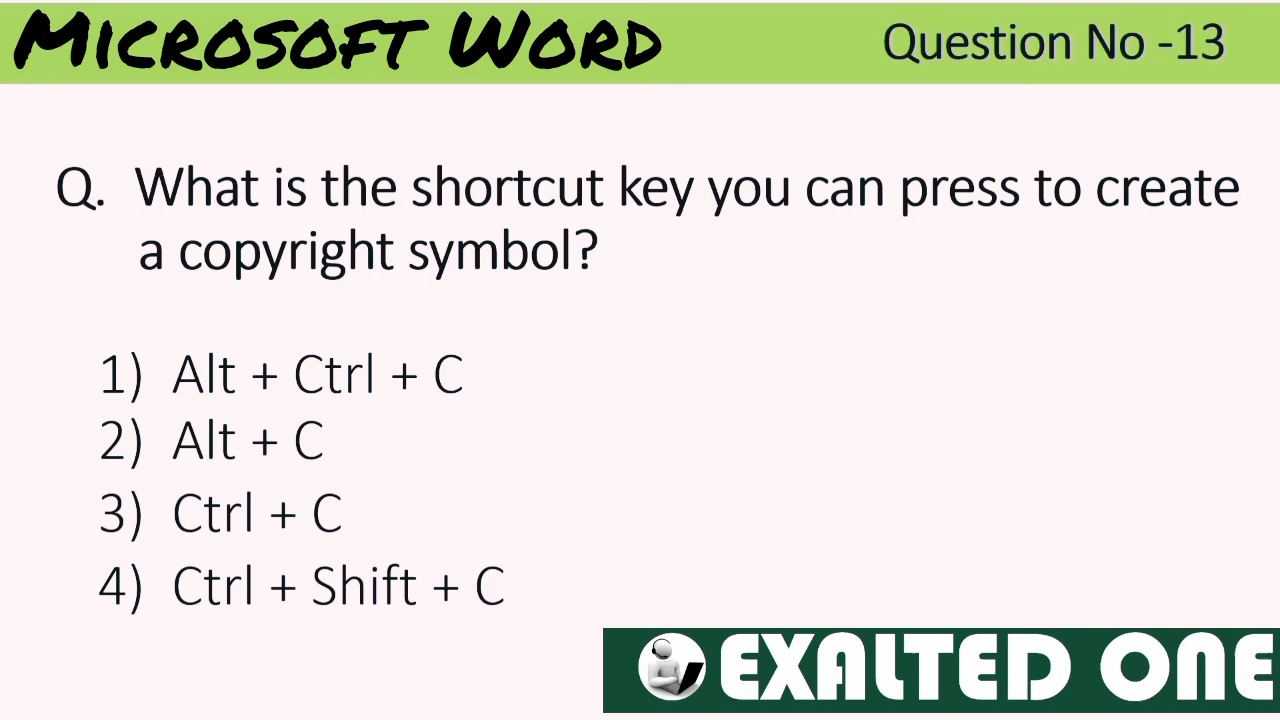 Microsoft Word
Question No -13
Q. What is the shortcut key you can press to create
a copyright symbol?
1) Alt + Ctrl + C
2) Alt + C
3) Ctrl + C
4) Ctrl + Shift + C
EXALTED ONE